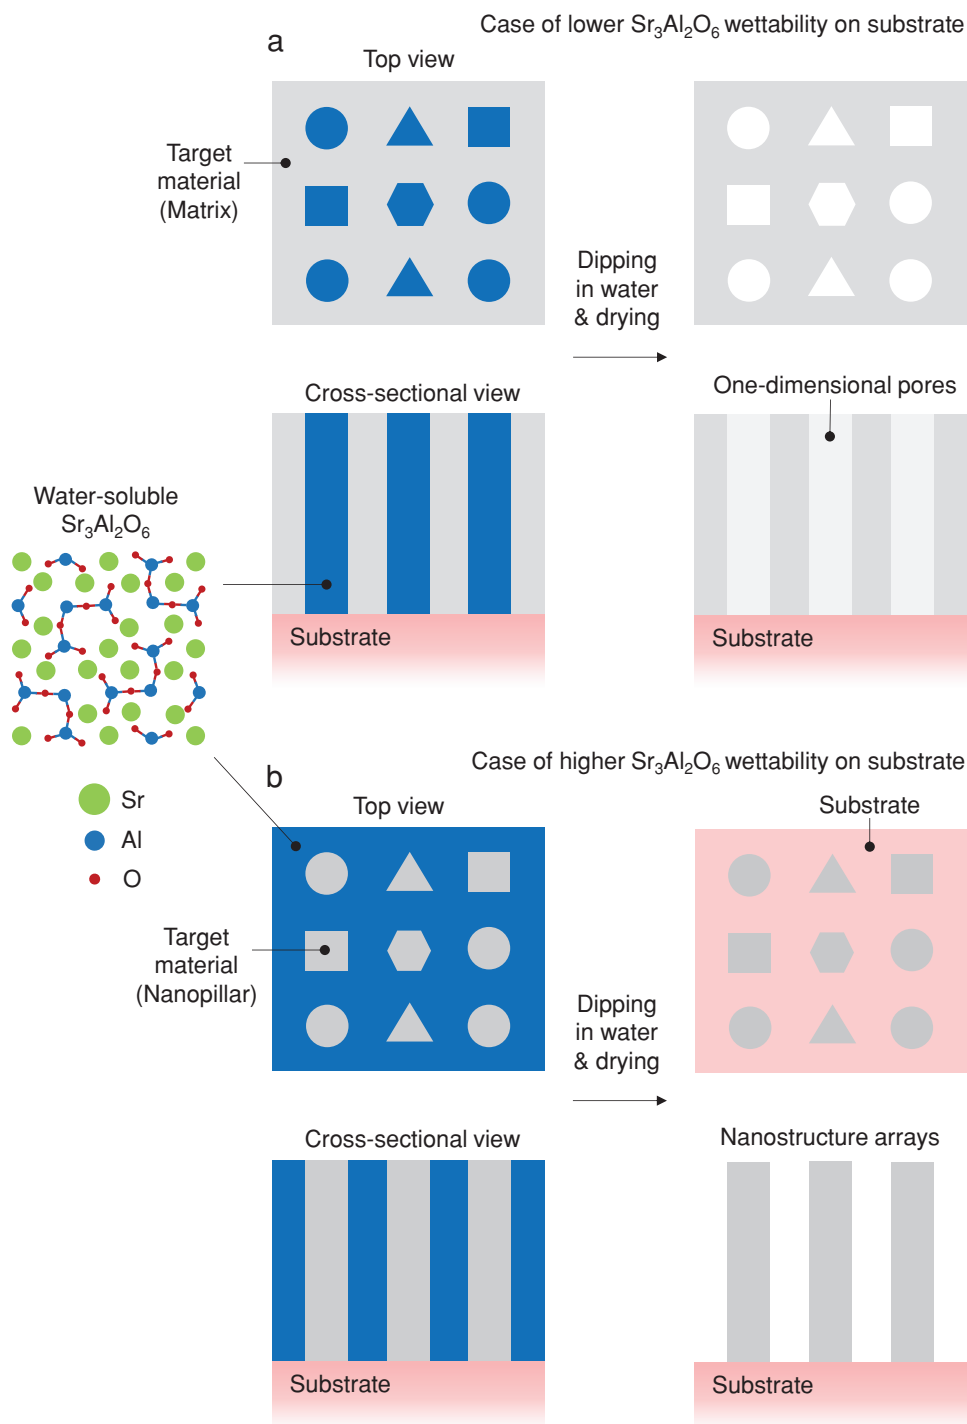 Case of lower Sr₃Al₂O₆ wettability on substrate
a
Top view
Target
material
(Matrix)
Dipping
in water
& drying
Cross-sectional view
One-dimensional pores
Water-soluble
Sr₃Al₂O₆
Substrate
Substrate
Sr
Al
O
Case of higher Sr₃Al₂O₆ wettability on substrate
b
Top view
Substrate
Target
material
(Nanopillar)
Dipping
in water
& drying
Cross-sectional view
Nanostructure arrays
Substrate
Substrate